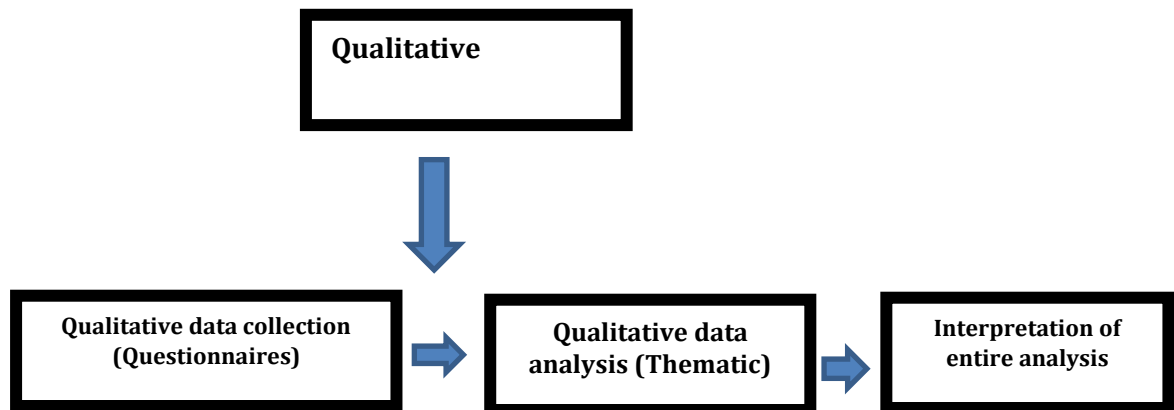 Qualitative
Qualitative data collection
(Questionnaires)
Qualitative data
analysis (Thematic)
Interpretation of
entire analysis